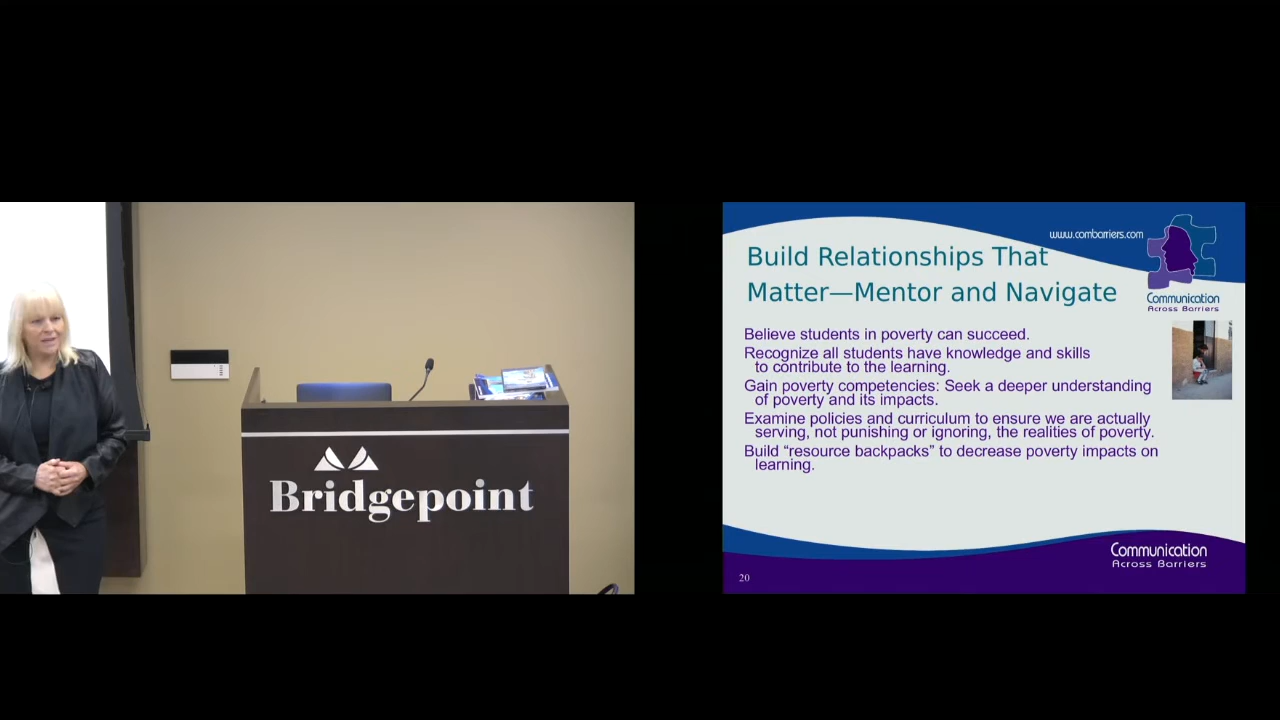 Bridgepoint
www.combarriers.com
Build Relationships That
Matter—Mentor and Navigate
Communication
Across Barriers
Believe students in poverty can succeed.
Recognize all students have knowledge and skills
to contribute to the learning.
Gain poverty competencies: Seek a deeper understanding
of poverty and its impacts.
Examine policies and curriculum to ensure we are actually
serving, not punishing or ignoring, the realities of poverty.
Build “resource backpacks” to decrease poverty impacts on
learning.
Communication
Across Barriers
20